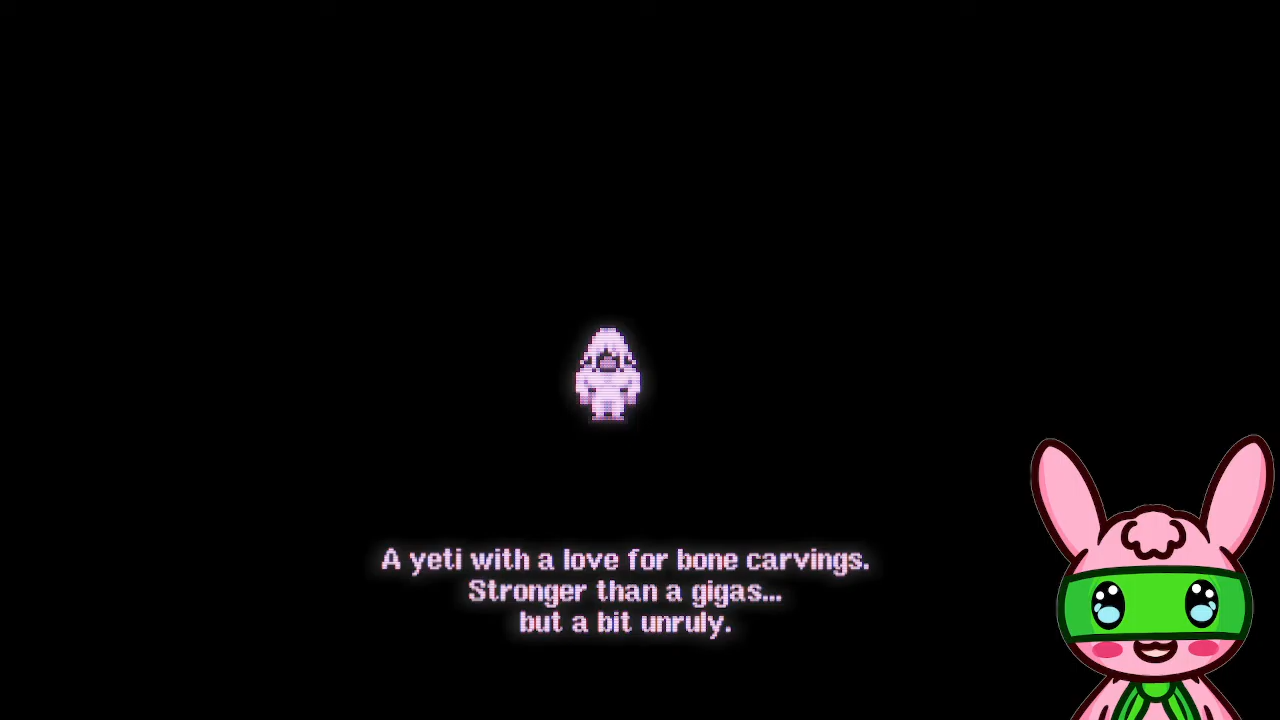 A yeti with a love for bone carvings.
Stronger than a gigas...
but a bit unruly.